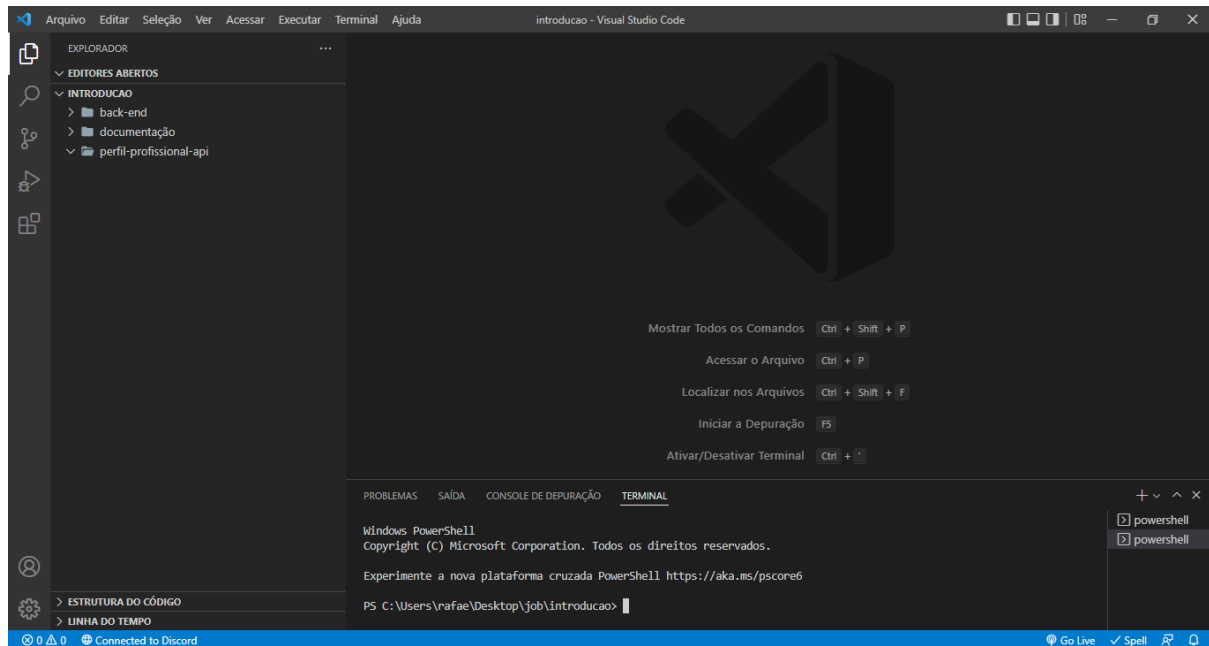 Arquivo Editar Seleção Ver Acessar Executar Terminal Ajuda introducao - Visual Studio Code
EXPLORADOR
EDITORES ABERTOS
INTRODUCAO
back-end
documentação
perfil-profissional-api
Mostrar Todos os Comandos Ctrl + Shift + P
Acessar o Arquivo Ctrl + P
Localizar nos Arquivos Ctrl + Shift + F
Iniciar a Depuração F5
Ativar/Desativar Terminal Ctrl + `
PROBLEMAS SAÍDA CONSOLE DE DEPURAÇÃO TERMINAL
powershell
powershell
Windows PowerShell
Copyright (C) Microsoft Corporation. Todos os direitos reservados.
Experimente a nova plataforma cruzada PowerShell https://aka.ms/pscore6
PS C:\Users\rafae\Desktop\job\introducao>
ESTRUTURA DO CÓDIGO
LINHA DO TEMPO
0 0 Connected to Discord Go Live Spell